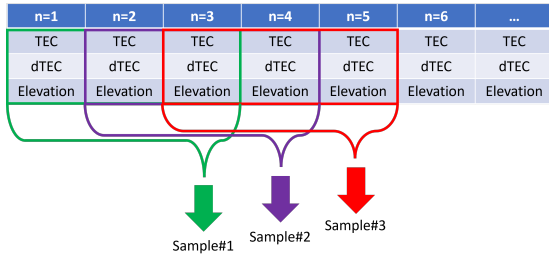 n=1 n=2 n=3 n=4 n=5 n=6 ...
TEC TEC TEC TEC TEC TEC TEC
dTEC dTEC dTEC dTEC dTEC dTEC dTEC
Elevation Elevation Elevation Elevation Elevation Elevation Elevation
Sample#1 Sample#2 Sample#3